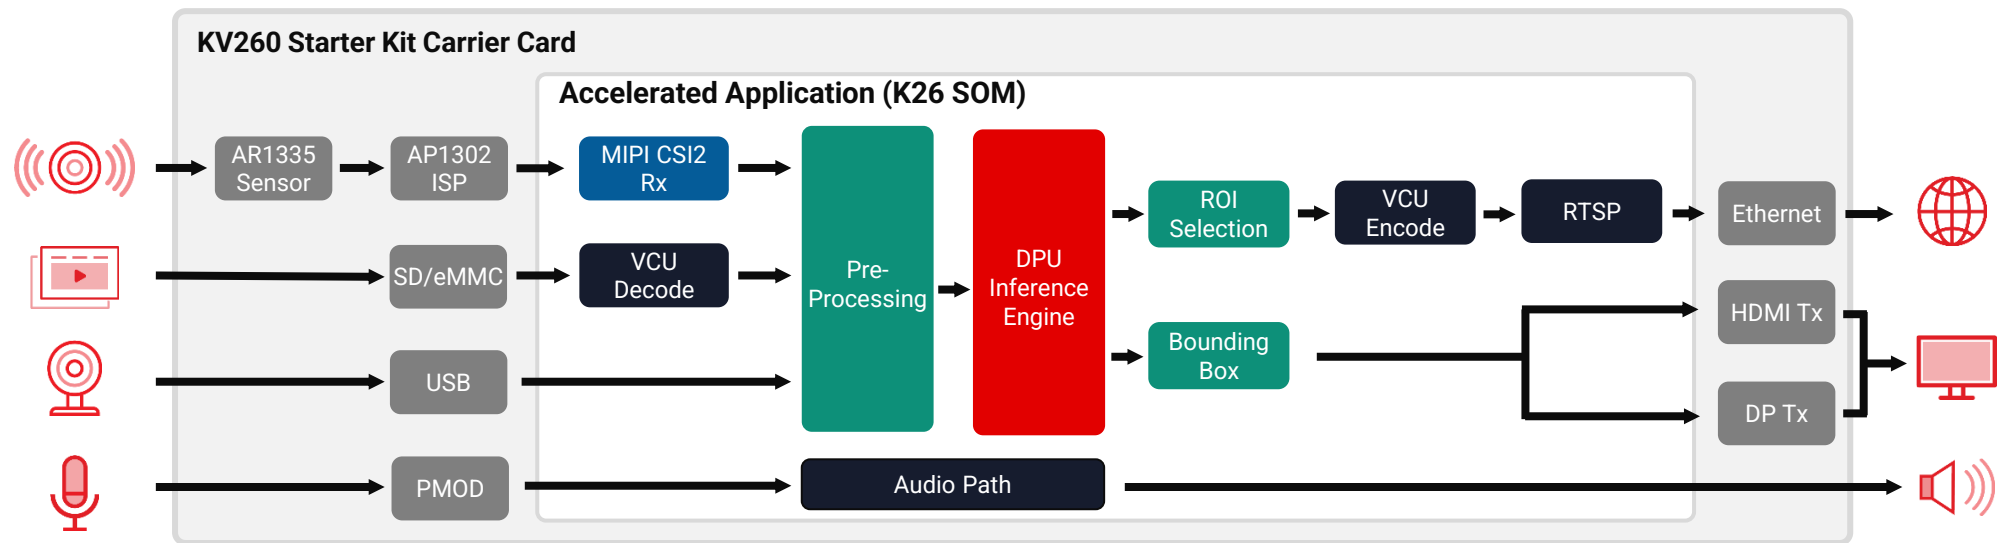 KV260 Starter Kit Carrier Card
Accelerated Application (K26 SOM)
AR1335
Sensor
AP1302
ISP
MIPI CSI2
Rx
SD/eMMC
VCU
Decode
USB
PMOD
Pre-
Processing
DPU
Inference
Engine
Audio Path
ROI
Selection
VCU
Encode
RTSP
Ethernet
Bounding
Box
HDMI Tx
DP Tx